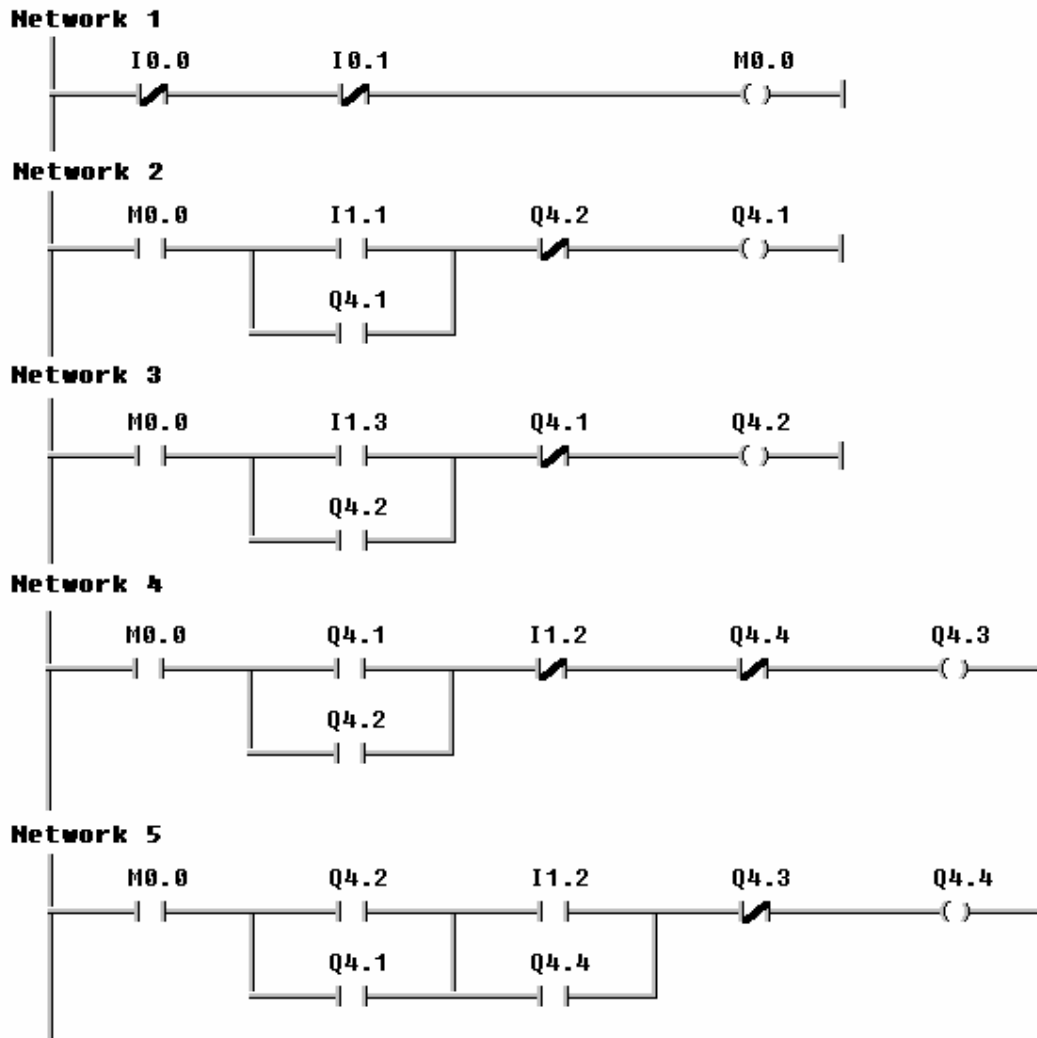 Network 1
I0.0 I0.1 M0.0
Network 2
M0.0 I1.1 Q4.2 Q4.1
Q4.1
Network 3
M0.0 I1.3 Q4.1 Q4.2
Q4.2
Network 4
M0.0 Q4.1 I1.2 Q4.4 Q4.3
Q4.2
Network 5
M0.0 Q4.2 I1.2 Q4.3 Q4.4
Q4.1 Q4.4